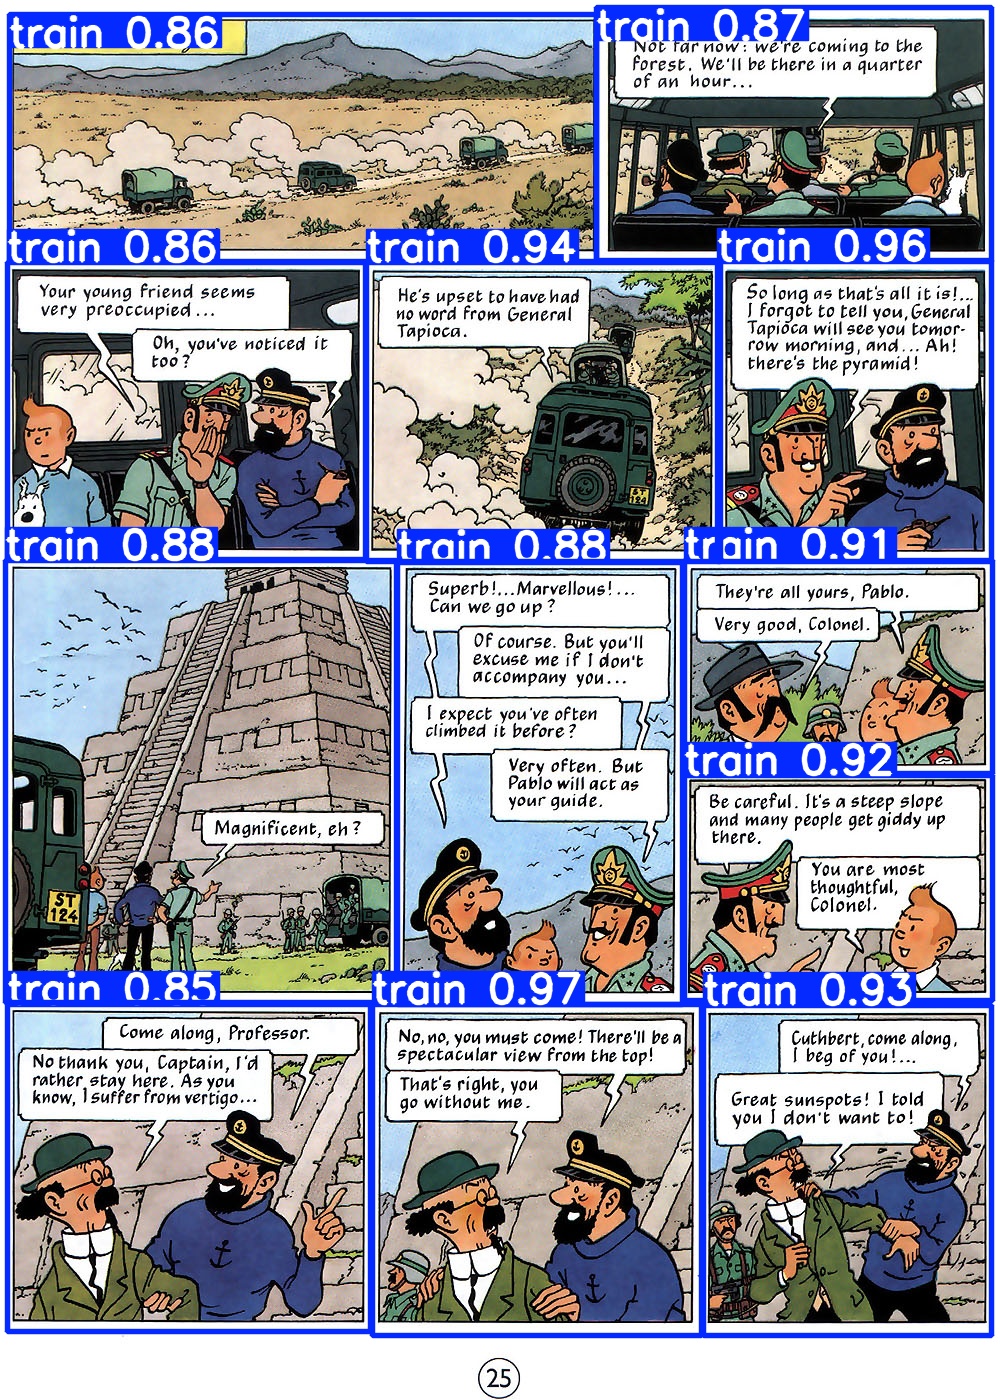 train 0.86
train 0.87
Not far now: we're coming to the
forest. We'll be there in a quarter
of an hour...
train 0.86
Your young friend seems
very preoccupied...
Oh, you've noticed it
too?
train 0.94
He's upset to have had
no word from General
Tapioca.
ST
124
train 0.96
So long as that's all it is!...
I forgot to tell you, General
Tapioca will see you tomor-
row morning, and... Ah!
there's the pyramid!
train 0.88
Magnificent, eh?
ST
124
train 0.88
Superb!...Marvellous!...
Can we go up?
Of course. But you'll
excuse me if I don't
accompany you...
I expect you've often
climbed it before?
Very often. But
Pablo will act as
your guide.
train 0.91
They're all yours, Pablo.
Very good, Colonel.
train 0.92
Be careful. It's a steep slope
and many people get giddy up
there.
You are most
thoughtful,
Colonel.
train 0.85
Come along, Professor.
No thank you, Captain, I'd
rather stay here. As you
know, I suffer from vertigo...
train 0.97
No, no, you must come! There'll be a
spectacular view from the top!
That's right, you
go without me.
train 0.93
Cuthbert, come along,
I beg of you!...
Great sunspots! I told
you I don't want to!
25